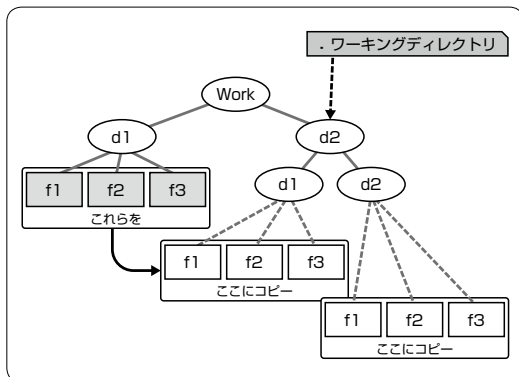 . ワーキングディレクトリ
Work
d1
d2
f1 f2 f3
これらを
d1
d2
f1 f2 f3
ここにコピー
f1 f2 f3
ここにコピー